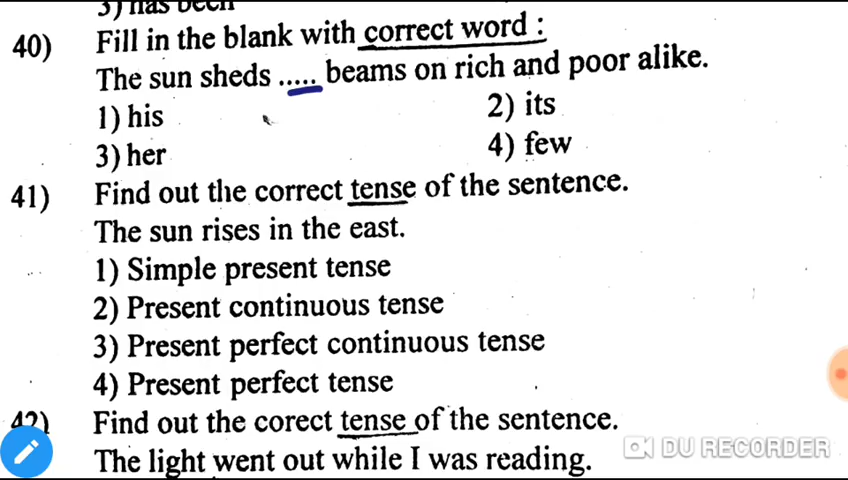 3) has been
40) Fill in the blank with correct word :
The sun sheds ..... beams on rich and poor alike.
1) his 2) its
3) her 4) few
41) Find out the correct tense of the sentence.
The sun rises in the east.
1) Simple present tense
2) Present continuous tense
3) Present perfect continuous tense
4) Present perfect tense
42) Find out the corect tense of the sentence.
The light went out while I was reading.
DU RECORDER